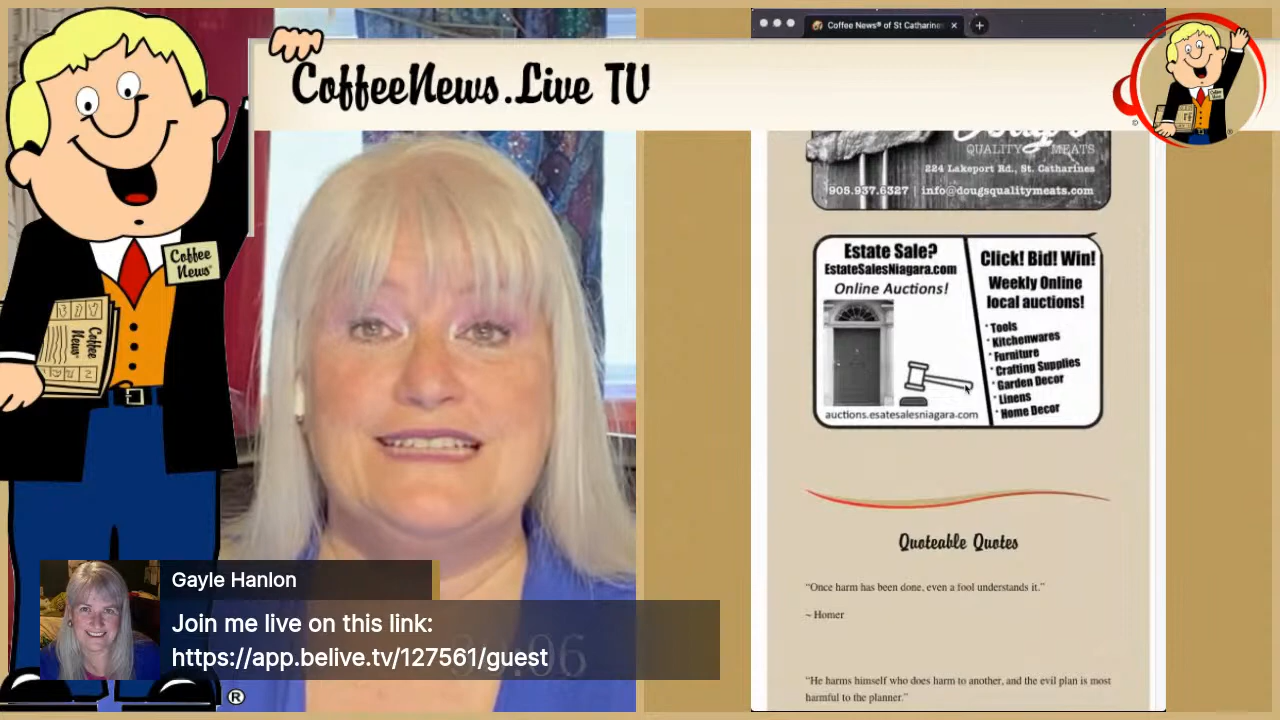 Coffee News® of St Catharines
CoffeeNews.Live TV
Coffee
News
Coffee
News
QUALITY MEATS
224 Lakeport Rd., St. Catharines
905.937.6327 | info@dougsqualitymeats.com
Estate Sale?
EstateSalesNiagara.com
Online Auctions!
auctions.esatesalesniagara.com
Click! Bid! Win!
Weekly Online
local auctions!
* Tools
* Kitchenwares
* Furniture
* Crafting Supplies
* Garden Decor
* Linens
* Home Decor
Quoteable Quotes
“Once harm has been done, even a fool understands it.”
~ Homer
“He harms himself who does harm to another, and the evil plan is most
harmful to the planner.”
Gayle Hanlon
Join me live on this link:
https://app.belive.tv/127561/guest
®